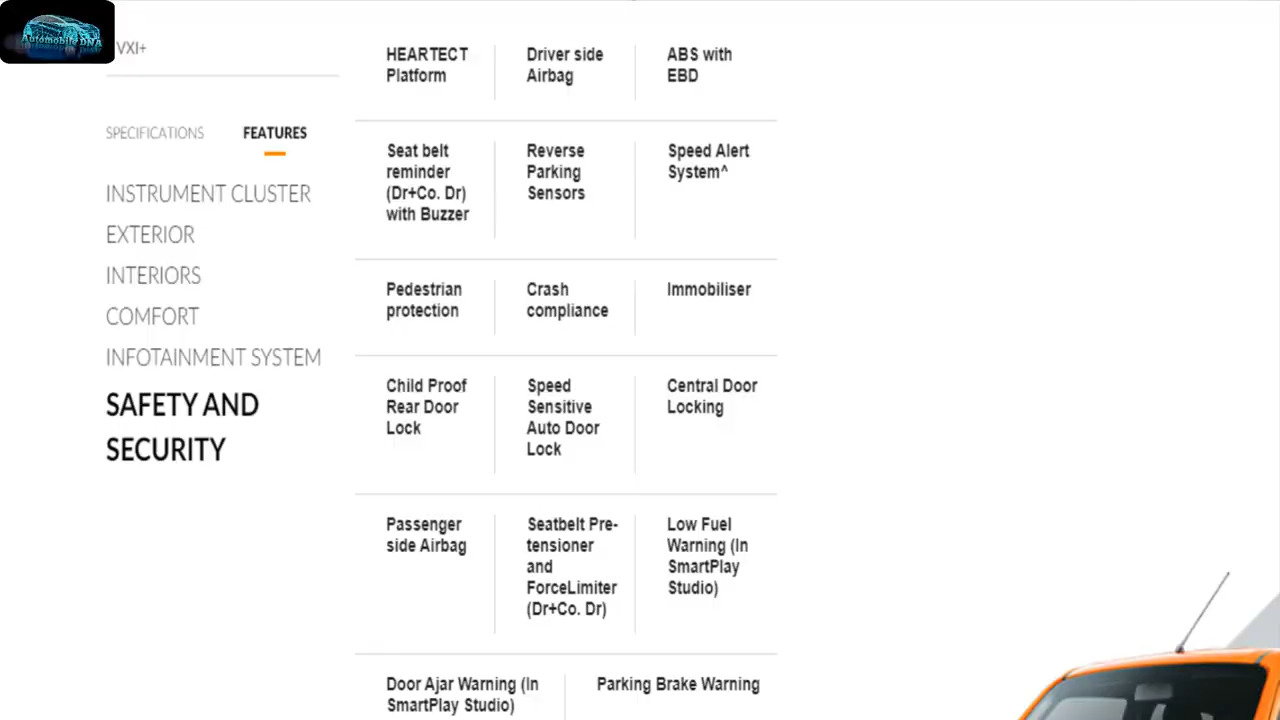 Automobile DNA
VXI+
SPECIFICATIONS
FEATURES
INSTRUMENT CLUSTER
EXTERIOR
INTERIORS
COMFORT
INFOTAINMENT SYSTEM
SAFETY AND
SECURITY
HEARTECT
Platform
Driver side
Airbag
ABS with
EBD
Seat belt
reminder
(Dr+Co. Dr)
with Buzzer
Reverse
Parking
Sensors
Speed Alert
System^
Pedestrian
protection
Crash
compliance
Immobiliser
Child Proof
Rear Door
Lock
Speed
Sensitive
Auto Door
Lock
Central Door
Locking
Passenger
side Airbag
Seatbelt Pre-
tensioner
and
ForceLimiter
(Dr+Co. Dr)
Low Fuel
Warning (In
SmartPlay
Studio)
Door Ajar Warning (In
SmartPlay Studio)
Parking Brake Warning